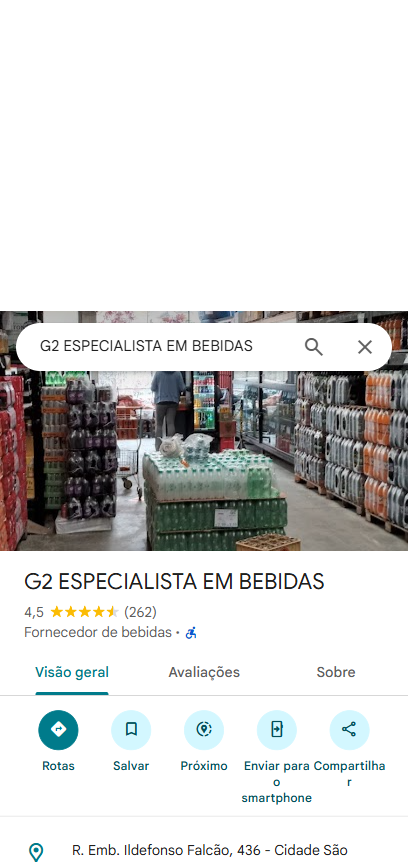 G2 ESPECIALISTA EM BEBIDAS
G2 ESPECIALISTA EM BEBIDAS
4,5 (262)
Fornecedor de bebidas ·
Visão geral Avaliações Sobre
Rotas Salvar Próximo Enviar para o smartphone Compartilhar
R. Emb. Ildefonso Falcão, 436 - Cidade São